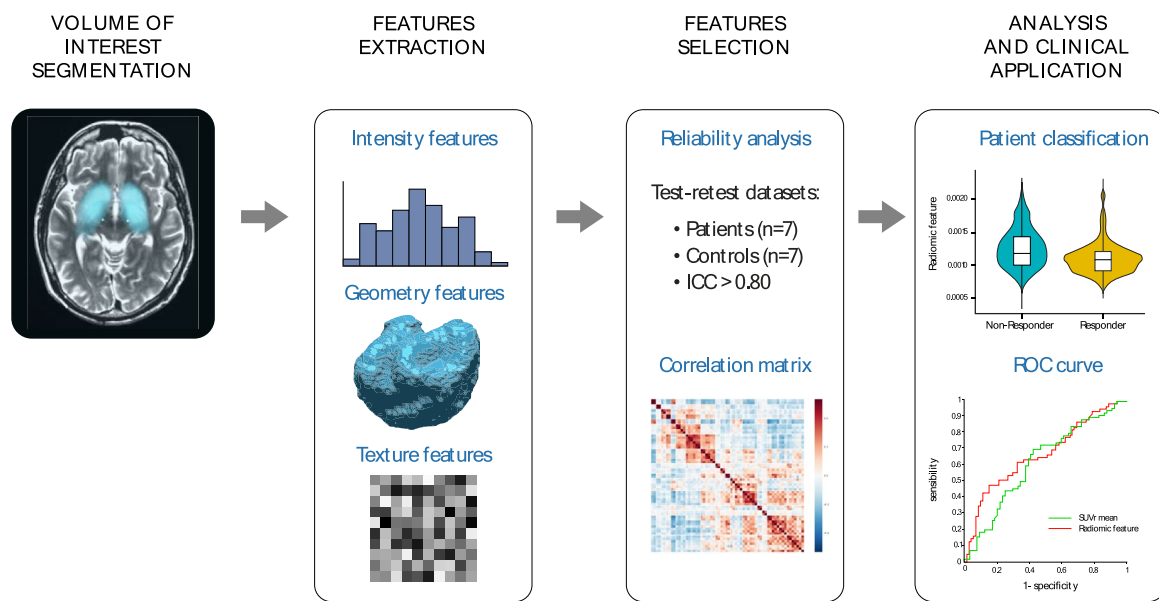 VOLUME OF
INTEREST
SEGMENTATION
FEATURES
EXTRACTION
Intensity features
Geometry features
Texture features
FEATURES
SELECTION
Reliability analysis
Test-retest datasets:
• Patients (n=7)
• Controls (n=7)
• ICC > 0.80
Correlation matrix
ANALYSIS
AND CLINICAL
APPLICATION
Patient classification
Radiomic feature
0.0020
0.0015
0.0010
0.0005
Non-Responder
Responder
ROC curve
sensibility
1
0.9
0.8
0.7
0.6
0.5
0.4
0.3
0.2
0.1
0
SUVr mean
Radiomic feature
0 0.2 0.4 0.6 0.8 1
1- specificity